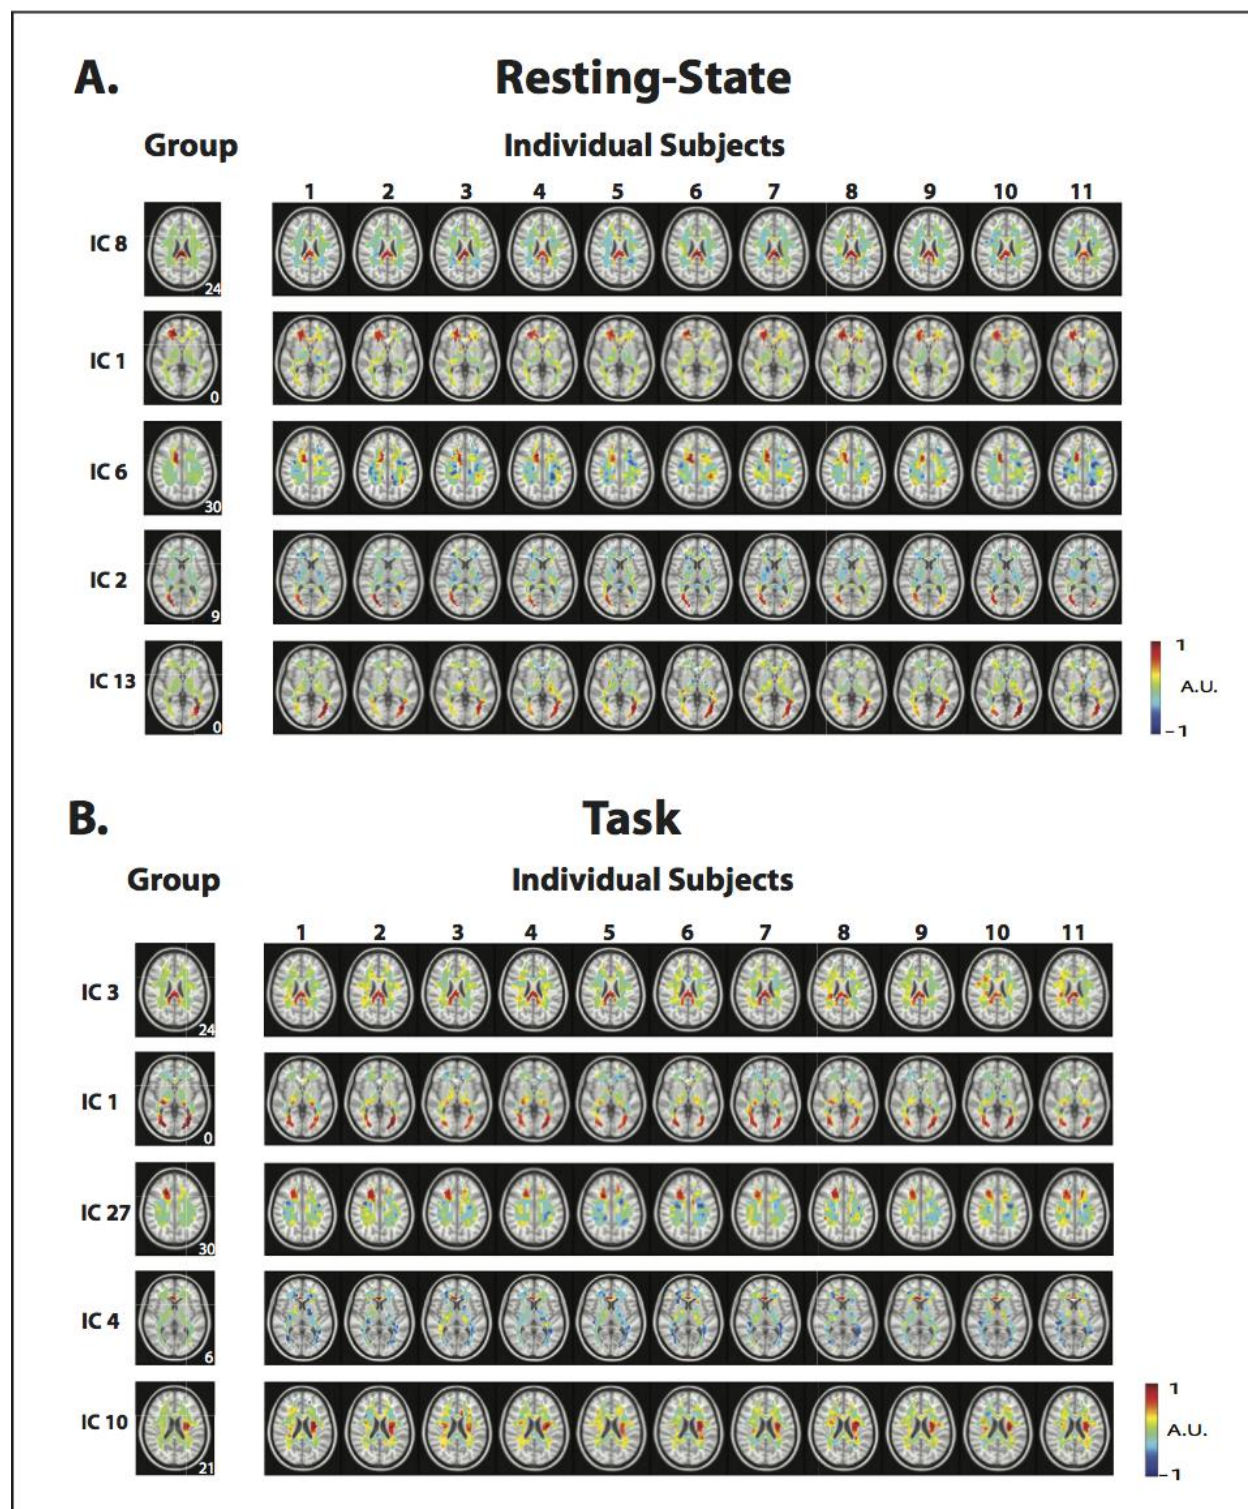 A. Resting-State
Group Individual Subjects
1 2 3 4 5 6 7 8 9 10 11
IC 8 24
IC 1 0
IC 6 30
IC 2 9
IC 13 0
1
A.U.
-1
B. Task
Group Individual Subjects
1 2 3 4 5 6 7 8 9 10 11
IC 3 24
IC 1 0
IC 27 30
IC 4 6
IC 10 21
1
A.U.
-1